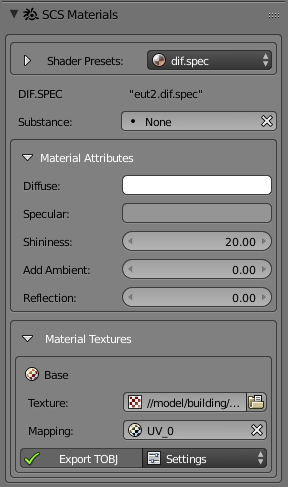 SCS Materials
Shader Presets: dif.spec
DIF.SPEC "eut2.dif.spec"
Substance: None
Material Attributes
Diffuse:
Specular:
Shininess: 20.00
Add Ambient: 0.00
Reflection: 0.00
Material Textures
Base
Texture: //model/building/...
Mapping: UV_0
Export TOBJ Settings